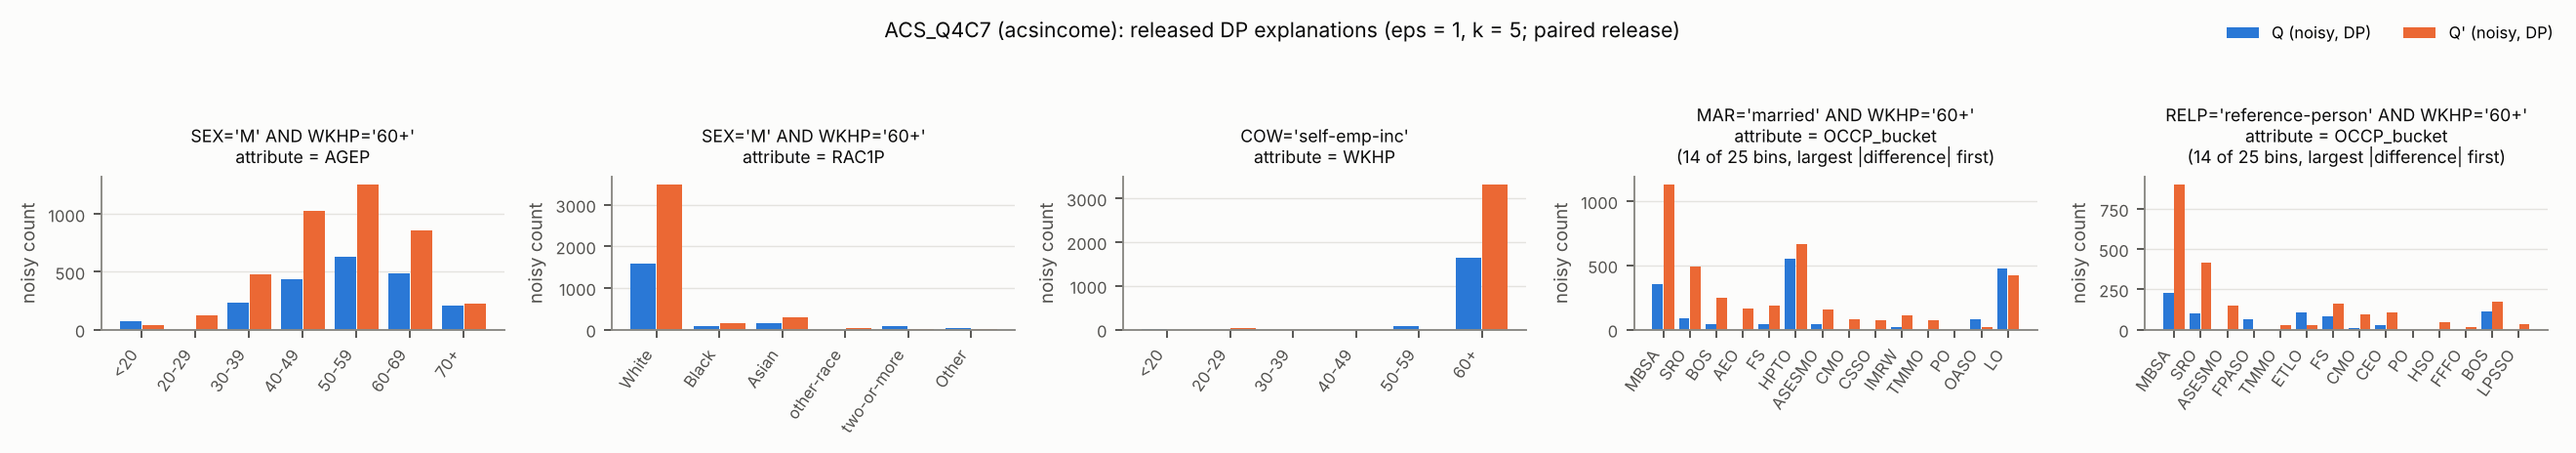 ACS_Q4C7 (acsincome): released DP explanations (eps = 1, k = 5; paired release)
Q (noisy, DP)
Q' (noisy, DP)
SEX='M' AND WKHP='60+'
attribute = AGEP
noisy count
1000
500
0
<20
20-29
30-39
40-49
50-59
60-69
70+
SEX='M' AND WKHP='60+'
attribute = RAC1P
noisy count
3000
2000
1000
0
White
Black
Asian
other-race
two-or-more
Other
COW='self-emp-inc'
attribute = WKHP
noisy count
3000
2000
1000
0
<20
20-29
30-39
40-49
50-59
60+
MAR='married' AND WKHP='60+'
attribute = OCCP_bucket
(14 of 25 bins, largest |difference| first)
noisy count
1000
500
0
MBSA
SRO
BOS
AEO
FS
HPTO
ASESMO
CMO
CSSO
IMRW
TMMO
PO
OASO
LO
RELP='reference-person' AND WKHP='60+'
attribute = OCCP_bucket
(14 of 25 bins, largest |difference| first)
noisy count
750
500
250
0
MBSA
SRO
ASESMO
FPASO
TMMO
ETLO
FS
CMO
CEO
PO
HSO
FFFO
BOS
LPSSO